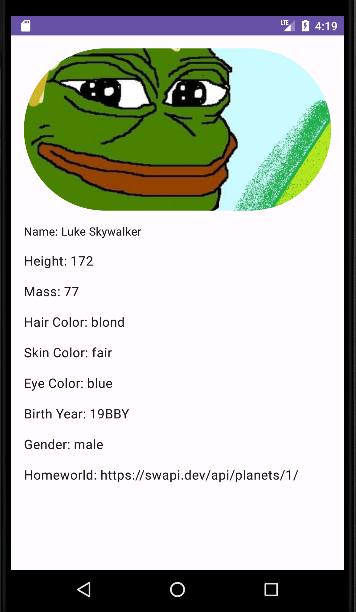 LTE 4:19
Name: Luke Skywalker
Height: 172
Mass: 77
Hair Color: blond
Skin Color: fair
Eye Color: blue
Birth Year: 19BBY
Gender: male
Homeworld: https://swapi.dev/api/planets/1/